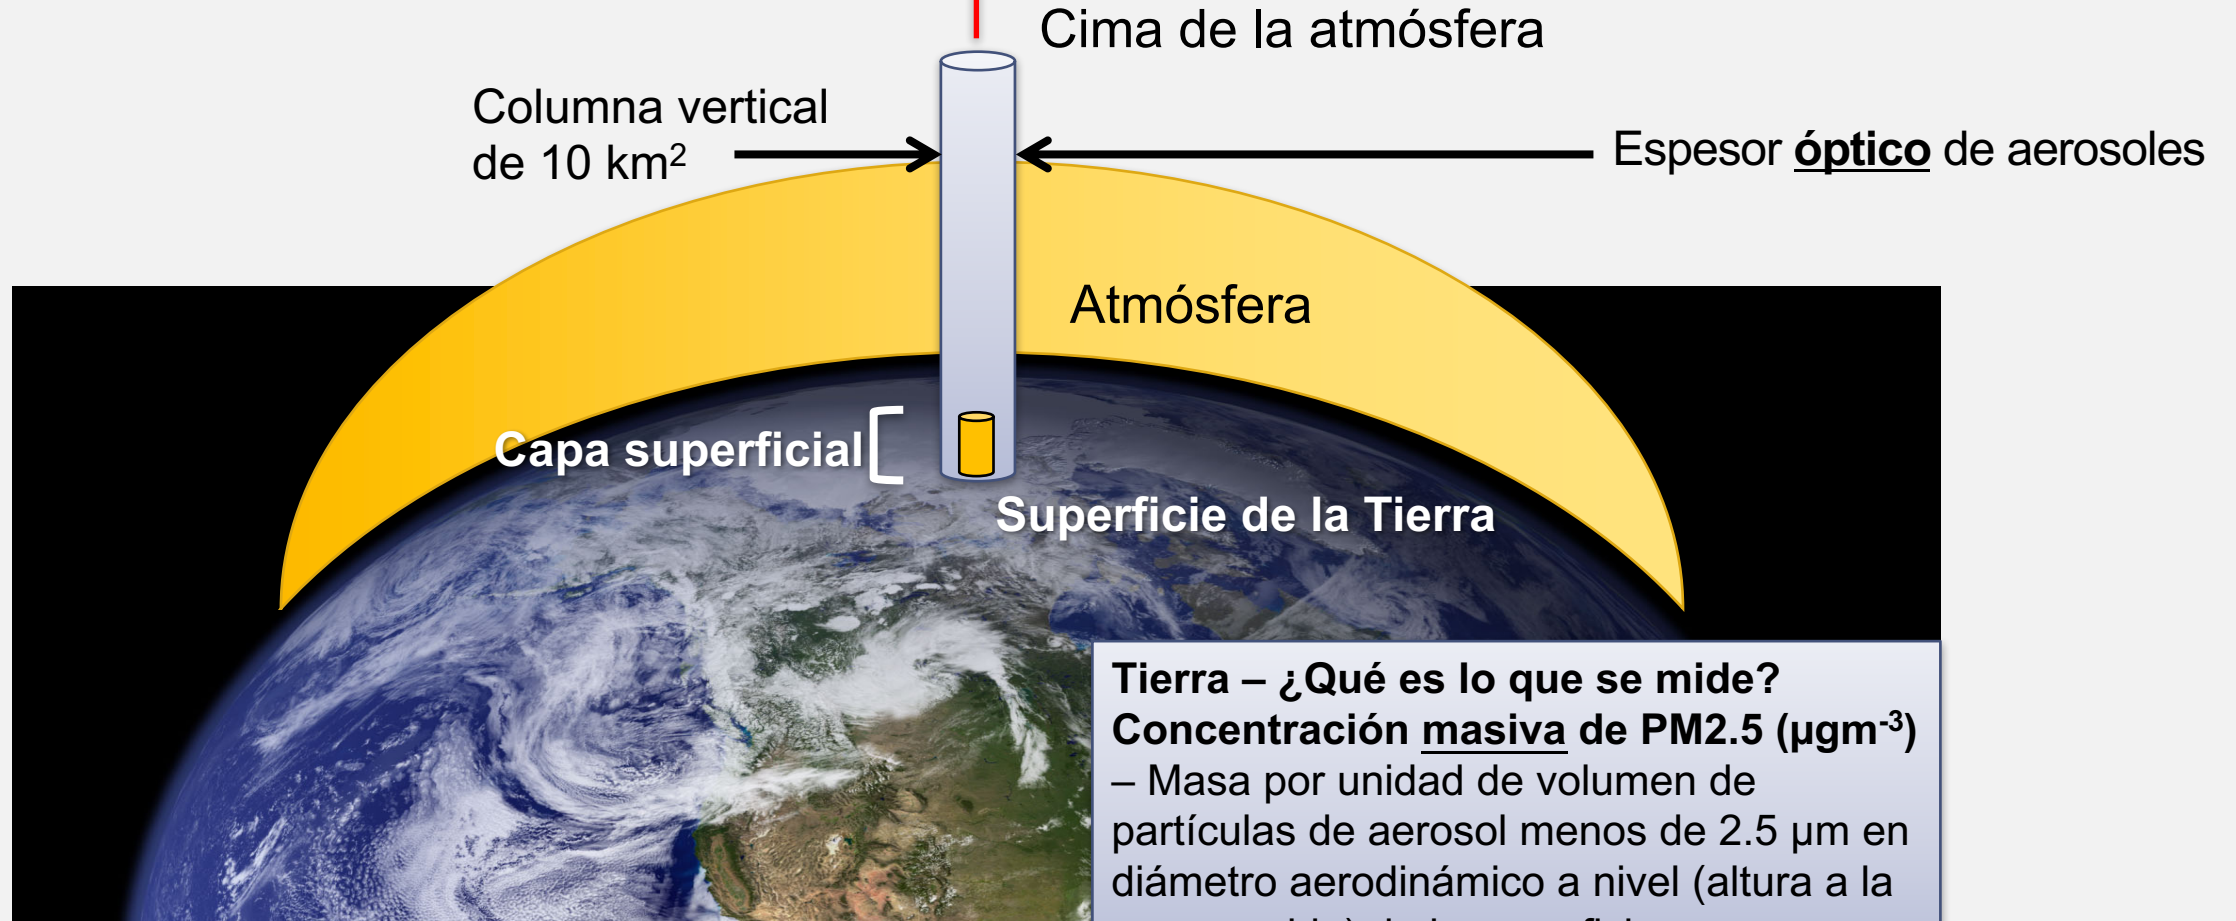 Cima de la atmósfera
Columna vertical
de 10 km²
Espesor óptico de aerosoles
Atmósfera
Capa superficial
Superficie de la Tierra
Tierra – ¿Qué es lo que se mide?
Concentración masiva de PM2.5 (µgm⁻³)
– Masa por unidad de volumen de
partículas de aerosol menos de 2.5 µm en
diámetro aerodinámico a nivel (altura a la